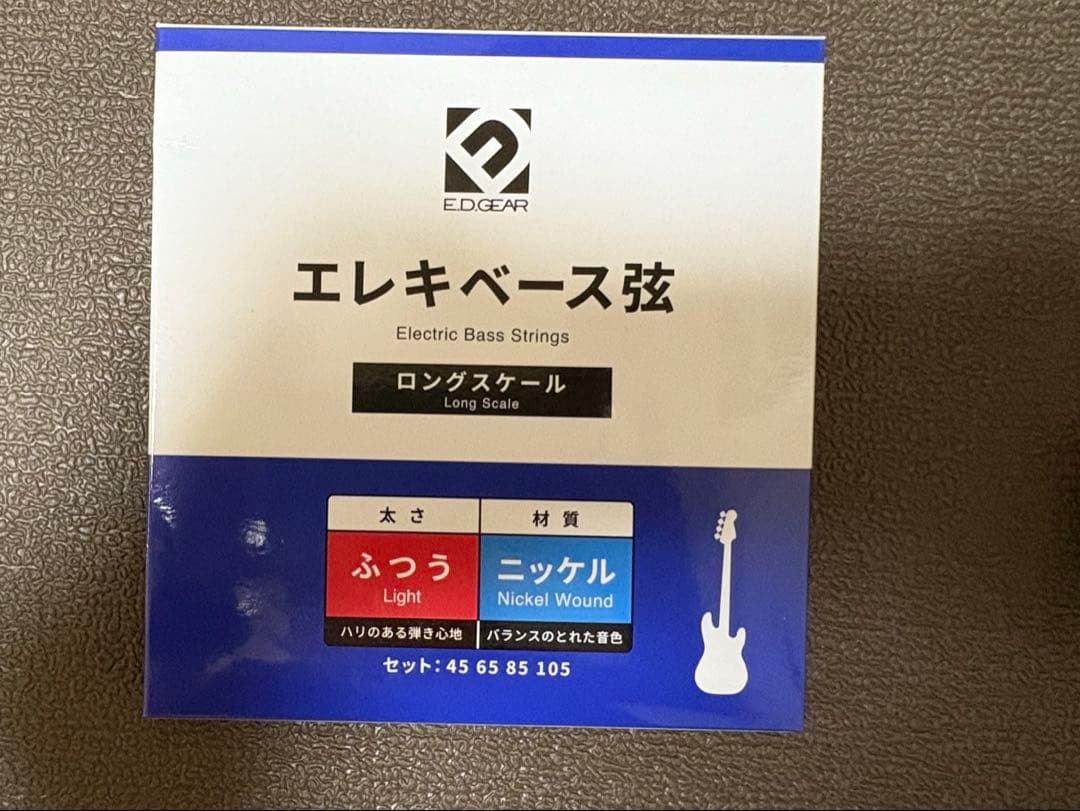 E.D.GEAR
エレキベース弦
Electric Bass Strings
ロングスケール
Long Scale
太さ 材質
ふつう ニッケル
Light Nickel Wound
ハリのある弾き心地 バランスのとれた音色
セット：45 65 85 105